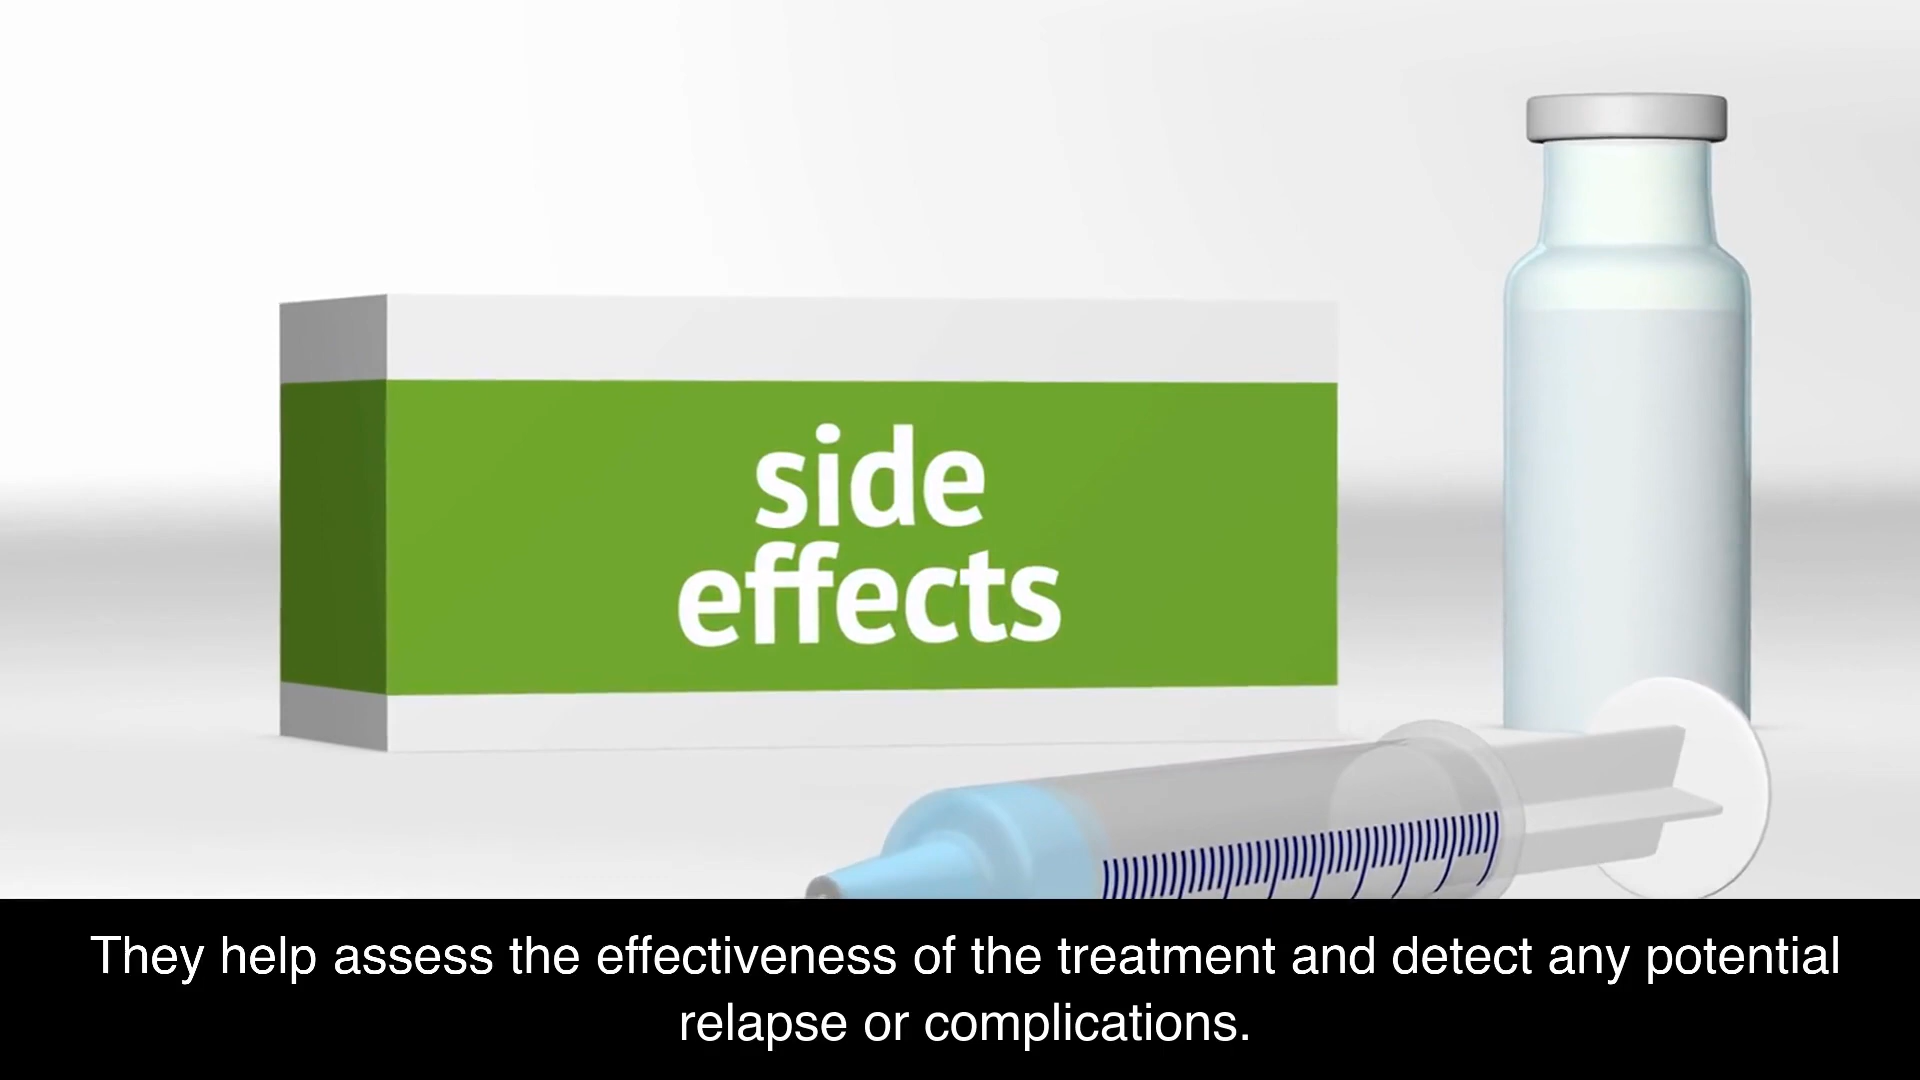 side
effects
They help assess the effectiveness of the treatment and detect any potential
relapse or complications.